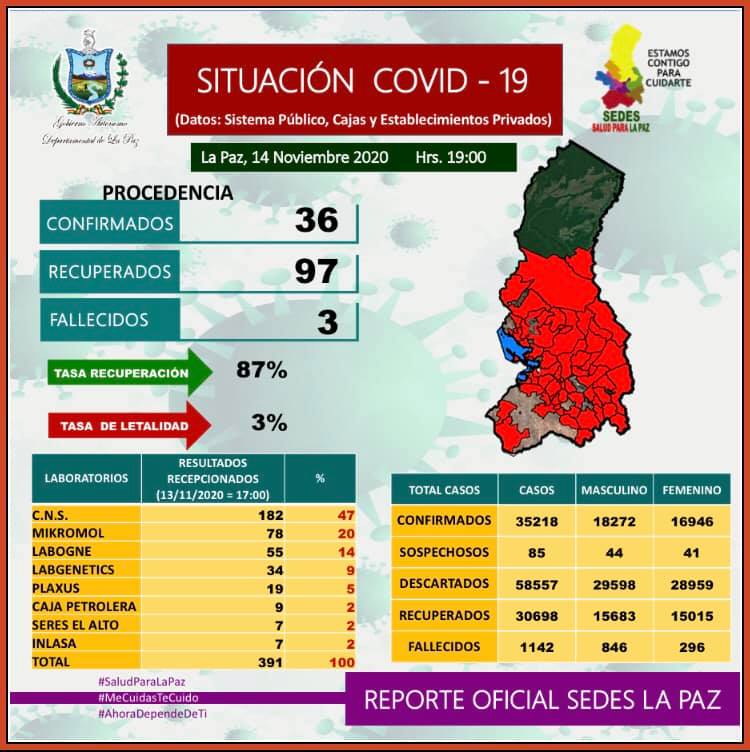 SITUACIÓN COVID - 19
(Datos: Sistema Público, Cajas y Establecimientos Privados)
Gobierno Autónomo
Departamental de La Paz
ESTAMOS
CONTIGO
PARA
CUIDARTE
SEDES
SALUD PARA LA PAZ
La Paz, 14 Noviembre 2020 Hrs. 19:00
PROCEDENCIA
CONFIRMADOS 36
RECUPERADOS 97
FALLECIDOS 3
TASA RECUPERACIÓN 87%
TASA DE LETALIDAD 3%
LABORATORIOS RESULTADOS RECEPCIONADOS (13/11/2020 = 17:00) %
C.N.S. 182 47
MIKROMOL 78 20
LABOGNE 55 14
LABGENETICS 34 9
PLAXUS 19 5
CAJA PETROLERA 9 2
SERES EL ALTO 7 2
INLASA 7 2
TOTAL 391 100
TOTAL CASOS CASOS MASCULINO FEMENINO
CONFIRMADOS 35218 18272 16946
SOSPECHOSOS 85 44 41
DESCARTADOS 58557 29598 28959
RECUPERADOS 30698 15683 15015
FALLECIDOS 1142 846 296
#SaludParaLaPaz
#MeCuidasTeCuido
#AhoraDependeDeTi
REPORTE OFICIAL SEDES LA PAZ